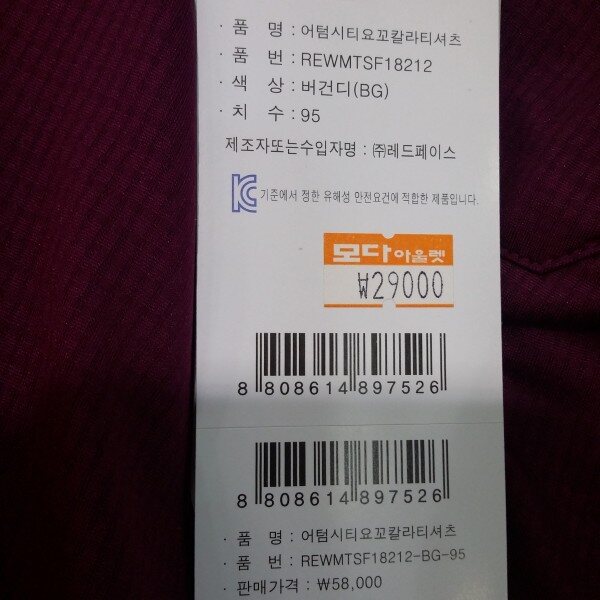 · 품 명 : 어텀시티요꼬칼라티셔츠
· 품 번 : REWMTSF18212
· 색 상 : 버건디(BG)
· 치 수 : 95
제조자또는수입자명 : ㈜레드페이스
KC 기준에서 정한 유해성 안전요건에 적합한 제품입니다.
모다아울렛
₩29000
8 808614 897526
8 808614 897526
· 품 명 : 어텀시티요꼬칼라티셔츠
· 품 번 : REWMTSF18212-BG-95
· 판매가격 : ₩58,000